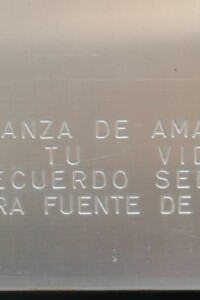 ANZA DE AMA
TU VID
ECUERDO SE
RA FUENTE DE